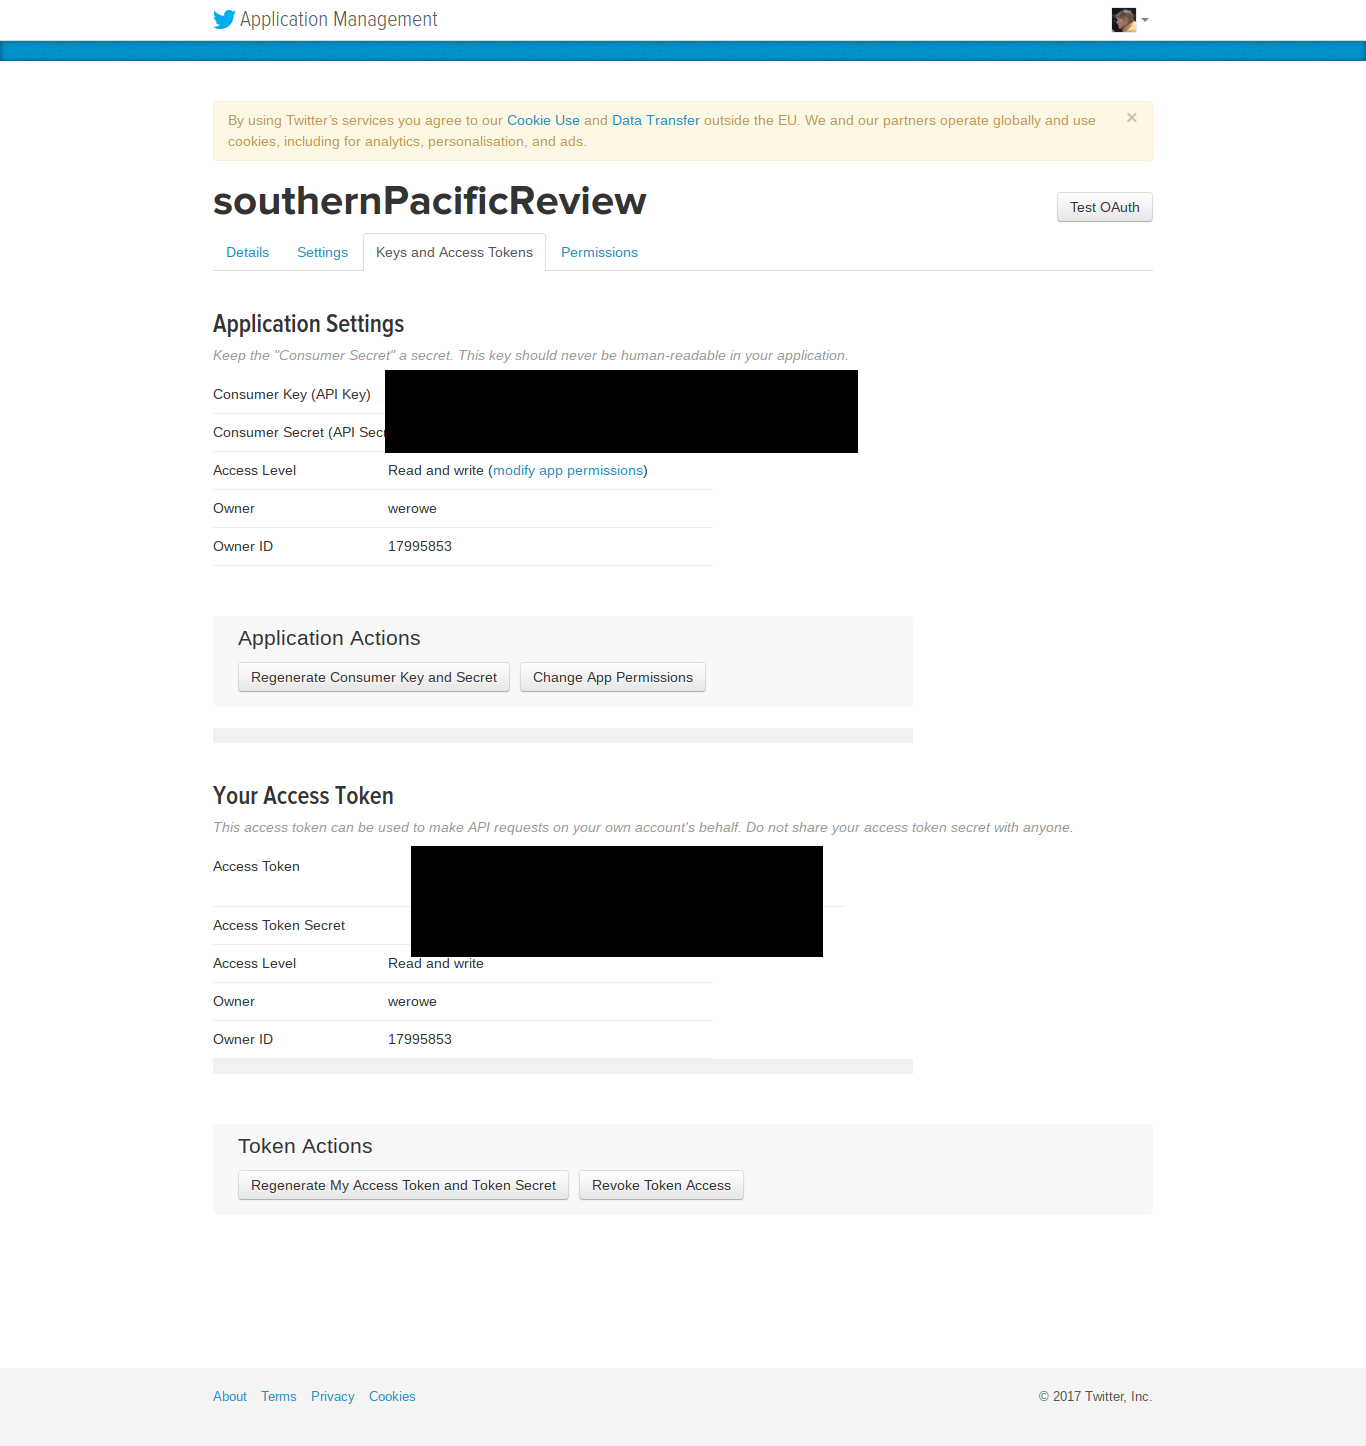 Application Management
By using Twitter’s services you agree to our Cookie Use and Data Transfer outside the EU. We and our partners operate globally and use
cookies, including for analytics, personalisation, and ads.
×
southernPacificReview
Test OAuth
Details Settings Keys and Access Tokens Permissions
Application Settings
Keep the "Consumer Secret" a secret. This key should never be human-readable in your application.
Consumer Key (API Key)
Consumer Secret (API Secr
Access Level Read and write (modify app permissions)
Owner werowe
Owner ID 17995853
Application Actions
Regenerate Consumer Key and Secret Change App Permissions
Your Access Token
This access token can be used to make API requests on your own account's behalf. Do not share your access token secret with anyone.
Access Token
Access Token Secret
Access Level Read and write
Owner werowe
Owner ID 17995853
Token Actions
Regenerate My Access Token and Token Secret Revoke Token Access
About Terms Privacy Cookies © 2017 Twitter, Inc.